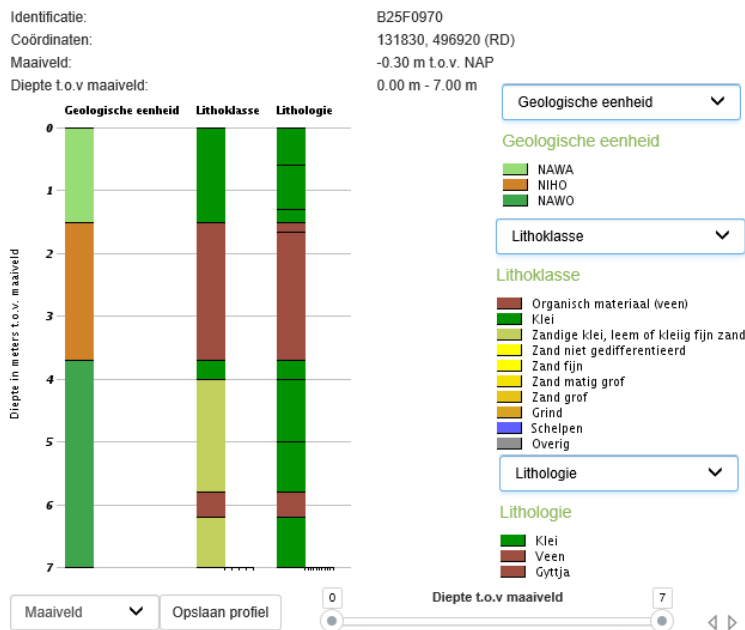 Identificatie: B25F0970
Coördinaten: 131830, 496920 (RD)
Maaiveld: -0.30 m t.o.v. NAP
Diepte t.o.v maaiveld: 0.00 m - 7.00 m
Geologische eenheid Lithoklasse Lithologie
0
1
2
3
4
5
6
7
Diepte in meters t.o.v. maaiveld
Geologische eenheid
Geologische eenheid
NAWA
NIHO
NAWO
Lithoklasse
Lithoklasse
Organisch materiaal (veen)
Klei
Zandige klei, leem of kleiig fijn zand
Zand niet gedifferentieerd
Zand fijn
Zand matig grof
Zand grof
Grind
Schelpen
Overig
Lithologie
Lithologie
Klei
Veen
Gyttja
Maaiveld Opslaan profiel
0 Diepte t.o.v maaiveld 7